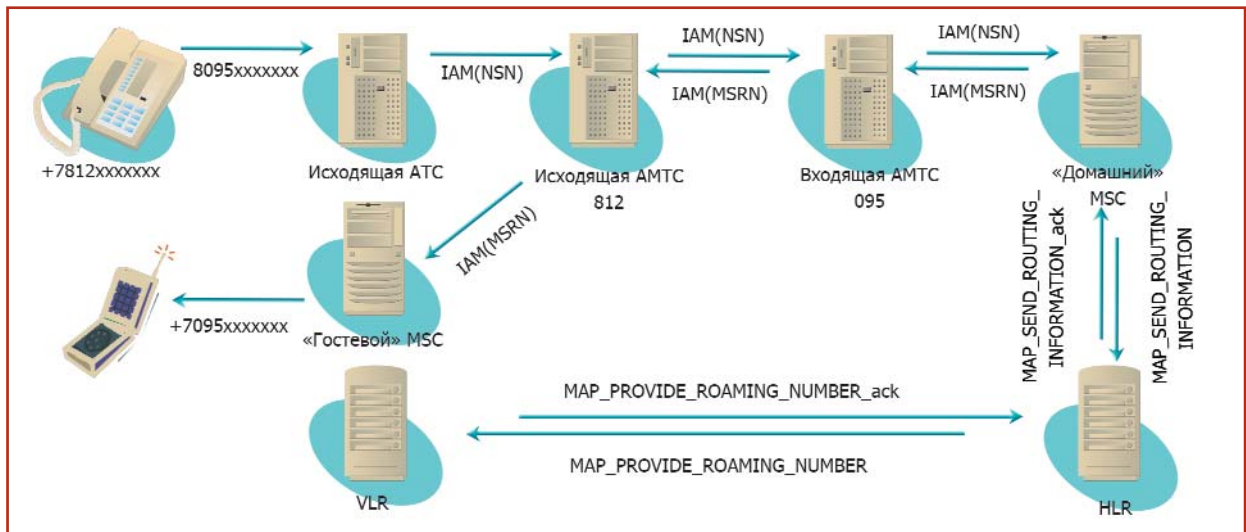 8095xxxxxxx
+7812xxxxxxx
Исходящая АТС
IAM(NSN)
Исходящая АМТС
812
IAM(NSN)
IAM(MSRN)
Входящая АМТС
095
IAM(NSN)
IAM(MSRN)
«Домашний»
MSC
IAM(MSRN)
+7095xxxxxxx
«Гостевой» MSC
MAP_SEND_ROUTING_
INFORMATION_ack
MAP_SEND_ROUTING_
INFORMATION
MAP_PROVIDE_ROAMING_NUMBER_ack
MAP_PROVIDE_ROAMING_NUMBER
VLR
HLR